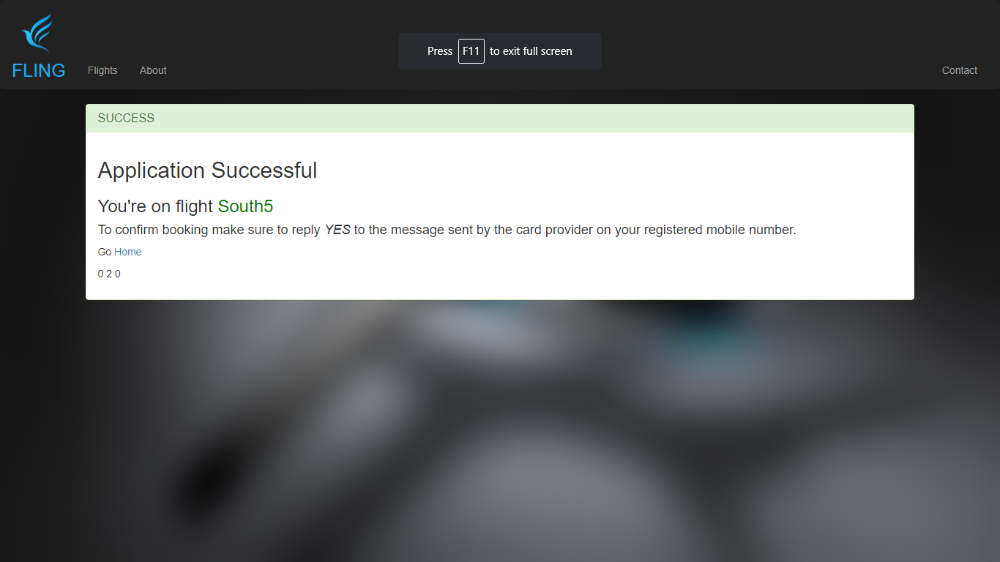 Press F11 to exit full screen
FLING Flights About Contact
SUCCESS
Application Successful
You're on flight South5
To confirm booking make sure to reply YES to the message sent by the card provider on your registered mobile number.
Go Home
0 2 0